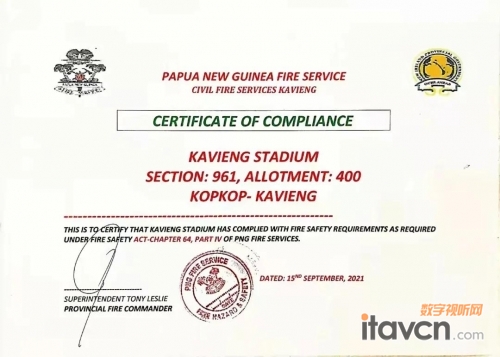 PAPUA NEW GUINEA FIRE SERVICE
CIVIL FIRE SERVICES KAVIENG
CERTIFICATE OF COMPLIANCE
KAVIENG STADIUM
SECTION: 961, ALLOTMENT: 400
KOPKOP- KAVIENG
THIS IS TO CERTIFY THAT KAVIENG STADIUM HAS COMPLIED WITH FIRE SAFETY REQUIREMENTS AS REQUIRED
UNDER FIRE SAFETY ACT-CHAPTER 64, PART IV OF PNG FIRE SERVICES.
PNG FIRE SERVICE
HAZARD & SAFETY
DATED: 15ND SEPTEMBER, 2021
SUPERINTENDENT TONY LESLIE
PROVINCIAL FIRE COMMANDER
数字视听网
itavcn.com